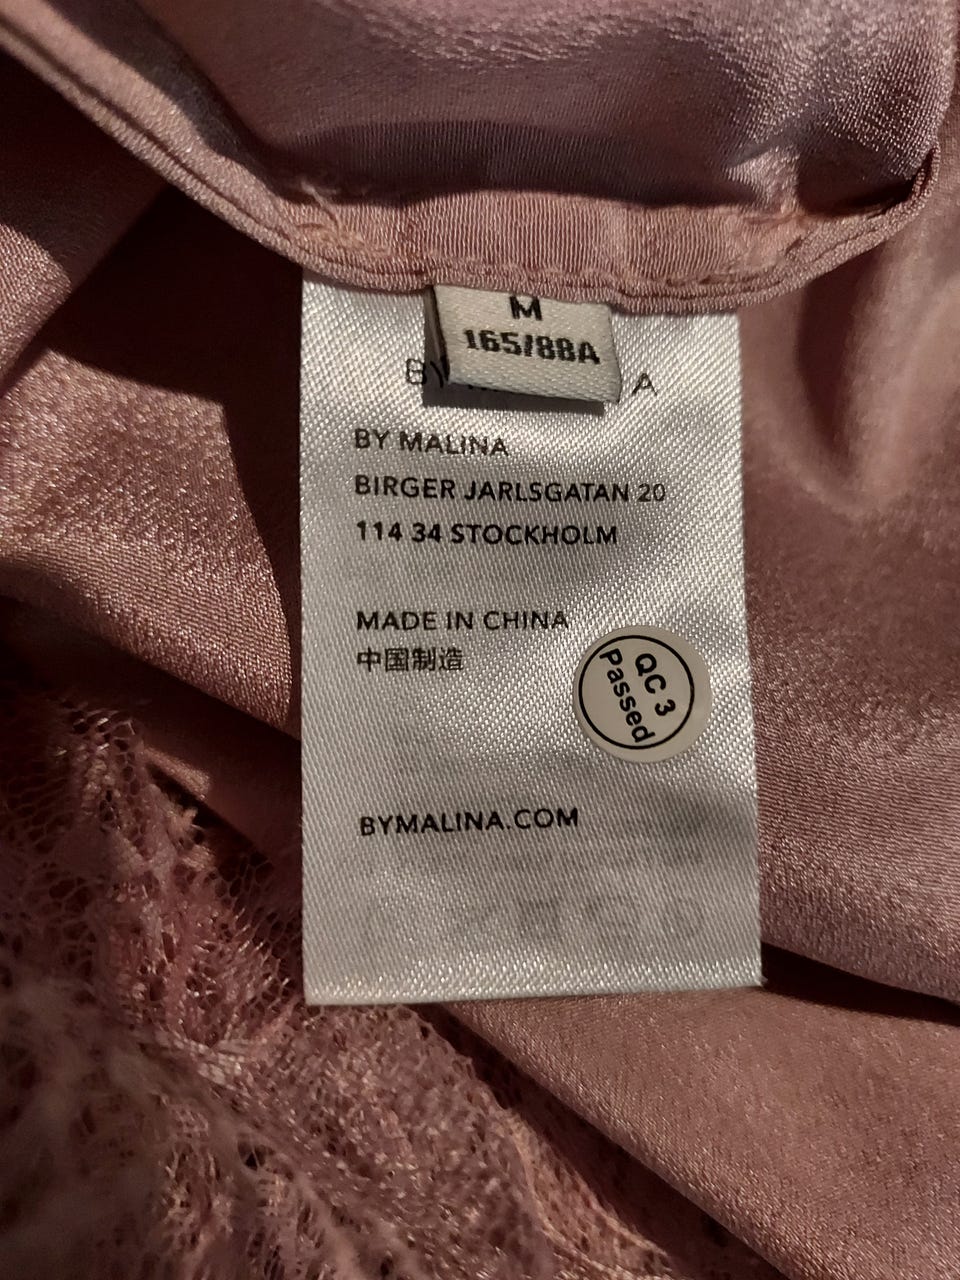 M
165/88A
BY MALINA
BIRGER JARLSGATAN 20
114 34 STOCKHOLM
MADE IN CHINA
中国制造
QC 3
Passed
BYMALINA.COM